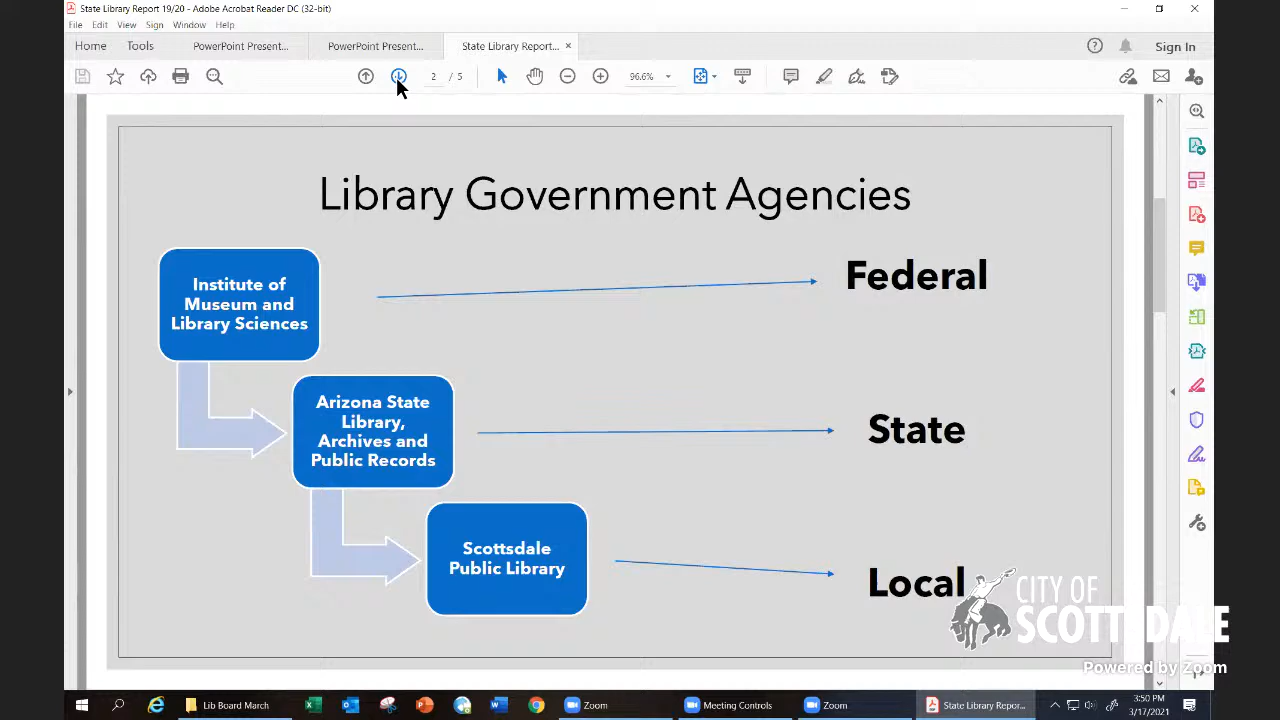 State Library Report 19/20 - Adobe Acrobat Reader DC (32-bit)
File Edit View Sign Window Help
Home Tools PowerPoint Present... PowerPoint Present... State Library Report... × Sign In
2 / 5 96.6%
Library Government Agencies
Institute of
Museum and
Library Sciences
Federal
Arizona State
Library,
Archives and
Public Records
State
Scottsdale
Public Library
Local
CITY OF
SCOTTSDALE
Powered by Zoom
Lib Board March Zoom Meeting Controls Zoom State Library Repor...
3:50 PM
3/17/2021